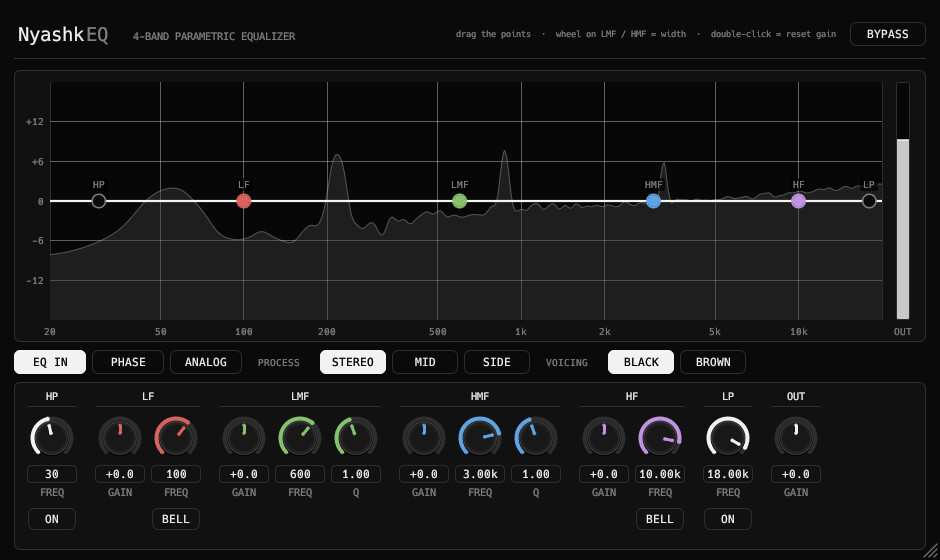 NyashkEQ 4-BAND PARAMETRIC EQUALIZER drag the points · wheel on LMF / HMF = width · double-click = reset gain BYPASS
+12
+6
HP LF LMF HMF HF LP
0
-6
-12
20 50 100 200 500 1k 2k 5k 10k OUT
EQ IN PHASE ANALOG PROCESS STEREO MID SIDE VOICING BLACK BROWN
HP LF LMF HMF HF LP OUT
30 +0.0 100 +0.0 600 1.00 +0.0 3.00k 1.00 +0.0 10.00k 18.00k +0.0
FREQ GAIN FREQ GAIN FREQ Q GAIN FREQ Q GAIN FREQ FREQ GAIN
ON BELL BELL ON